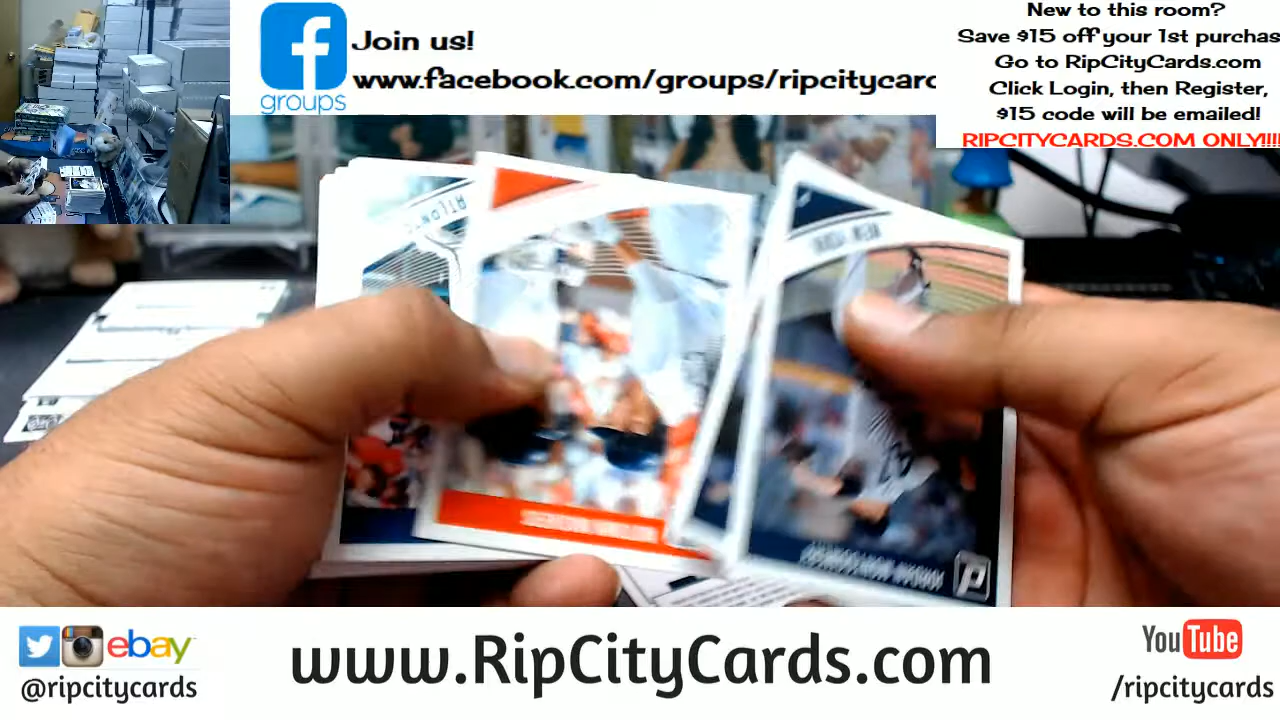 f
groups
Join us!
www.facebook.com/groups/ripcitycarc
New to this room?
Save $15 off your 1st purchas
Go to RipCityCards.com
Click Login, then Register,
$15 code will be emailed!
RIPCITYCARDS.COM ONLY!!!!
NEW YORK
ebay
@ripcitycards
www.RipCityCards.com
YouTube
/ripcitycards